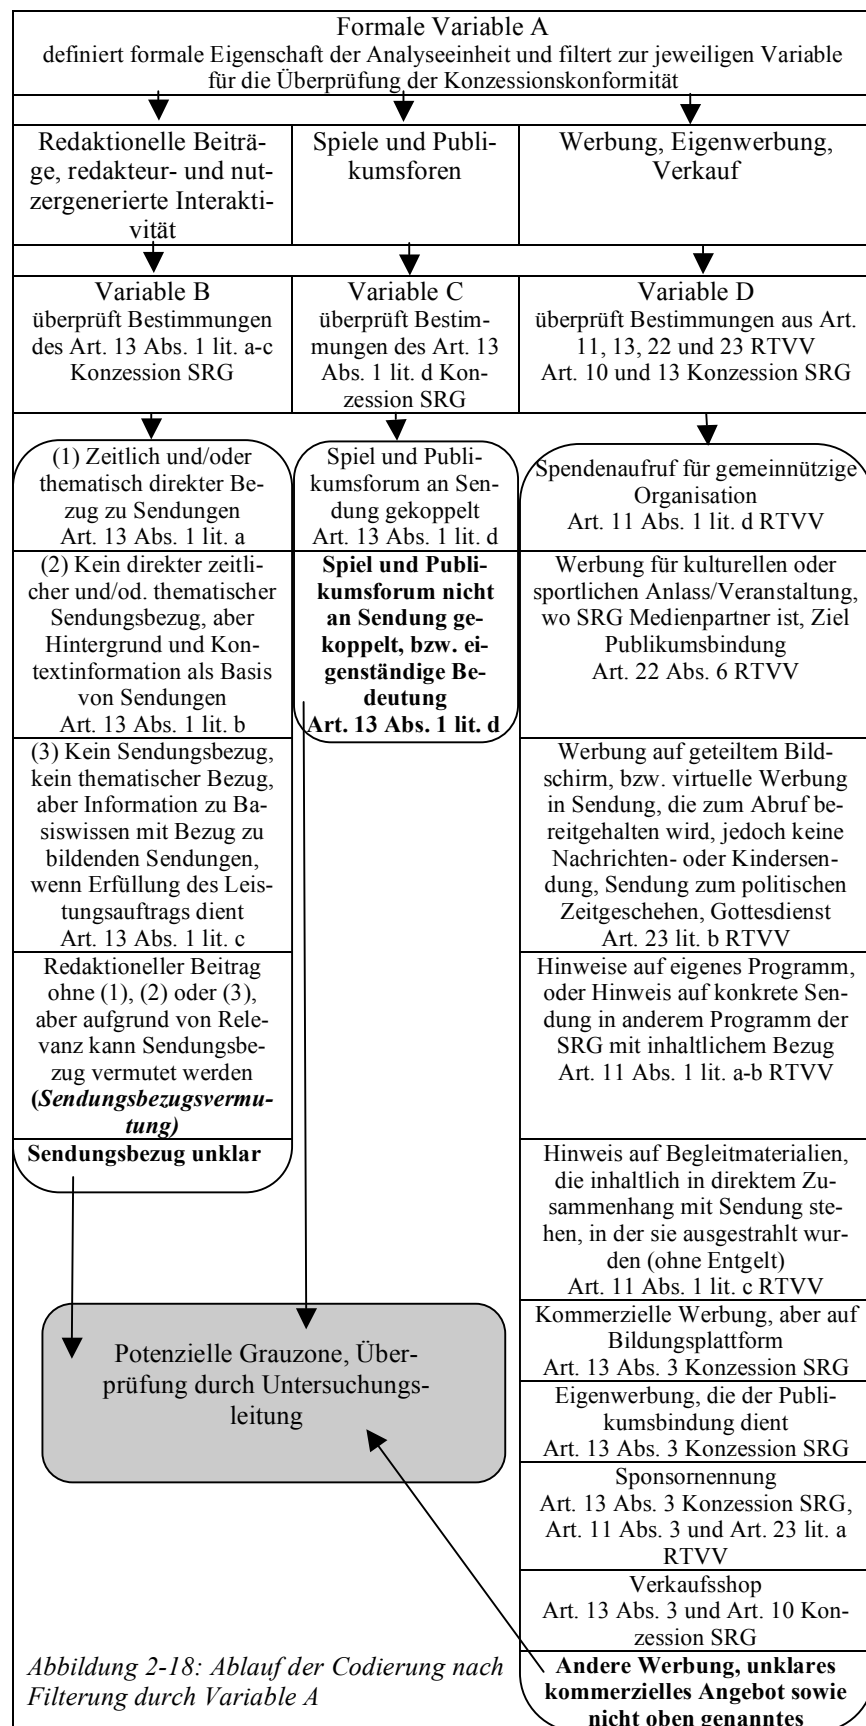 Formale Variable A
definiert formale Eigenschaft der Analyseeinheit und filtert zur jeweiligen Variable
für die Überprüfung der Konzessionskonformität
Redaktionelle Beiträ-
ge, redakteur- und nut-
zergenerierte Interakti-
vität
Spiele und Publi-
kumsforen
Werbung, Eigenwerbung,
Verkauf
Variable B
überprüft Bestimmungen
des Art. 13 Abs. 1 lit. a-c
Konzession SRG
Variable C
überprüft Bestim-
mungen des Art. 13
Abs. 1 lit. d Kon-
zession SRG
Variable D
überprüft Bestimmungen aus Art.
11, 13, 22 und 23 RTVV
Art. 10 und 13 Konzession SRG
(1) Zeitlich und/oder
thematisch direkter Be-
zug zu Sendungen
Art. 13 Abs. 1 lit. a
(2) Kein direkter zeitli-
cher und/od. thematischer
Sendungsbezug, aber
Hintergrund und Kon-
textinformation als Basis
von Sendungen
Art. 13 Abs. 1 lit. b
(3) Kein Sendungsbezug,
kein thematischer Bezug,
aber Information zu Ba-
siswissen mit Bezug zu
bildenden Sendungen,
wenn Erfüllung des Leis-
tungsauftrags dient
Art. 13 Abs. 1 lit. c
Redaktioneller Beitrag
ohne (1), (2) oder (3),
aber aufgrund von Rele-
vanz kann Sendungsbe-
zug vermutet werden
(Sendungsbezugsvermu-
tung)
Sendungsbezug unklar
Spiel und Publi-
kumsforum an Sen-
dung gekoppelt
Art. 13 Abs. 1 lit. d
Spiel und Publi-
kumsforum nicht
an Sendung ge-
koppelt, bzw. ei-
genständige Be-
deutung
Art. 13 Abs. 1 lit. d
Spendenaufruf für gemeinnützige
Organisation
Art. 11 Abs. 1 lit. d RTVV
Werbung für kulturellen oder
sportlichen Anlass/Veranstaltung,
wo SRG Medienpartner ist, Ziel
Publikumsbindung
Art. 22 Abs. 6 RTVV
Werbung auf geteiltem Bild-
schirm, bzw. virtuelle Werbung
in Sendung, die zum Abruf be-
reitgehalten wird, jedoch keine
Nachrichten- oder Kindersen-
dung, Sendung zum politischen
Zeitgeschehen, Gottesdienst
Art. 23 lit. b RTVV
Hinweise auf eigenes Programm,
oder Hinweis auf konkrete Sen-
dung in anderem Programm der
SRG mit inhaltlichem Bezug
Art. 11 Abs. 1 lit. a-b RTVV
Hinweis auf Begleitmaterialien,
die inhaltlich in direktem Zu-
sammenhang mit Sendung ste-
hen, in der sie ausgestrahlt wur-
den (ohne Entgelt)
Art. 11 Abs. 1 lit. c RTVV
Kommerzielle Werbung, aber auf
Bildungsplattform
Art. 13 Abs. 3 Konzession SRG
Eigenwerbung, die der Publi-
kumsbindung dient
Art. 13 Abs. 3 Konzession SRG
Sponsornennung
Art. 13 Abs. 3 Konzession SRG,
Art. 11 Abs. 3 und Art. 23 lit. a
RTVV
Verkaufsshop
Art. 13 Abs. 3 und Art. 10 Kon-
zession SRG
Andere Werbung, unklares
kommerzielles Angebot sowie
nicht oben genanntes
Potenzielle Grauzone, Über-
prüfung durch Untersuchungs-
leitung
Abbildung 2-18: Ablauf der Codierung nach
Filterung durch Variable A